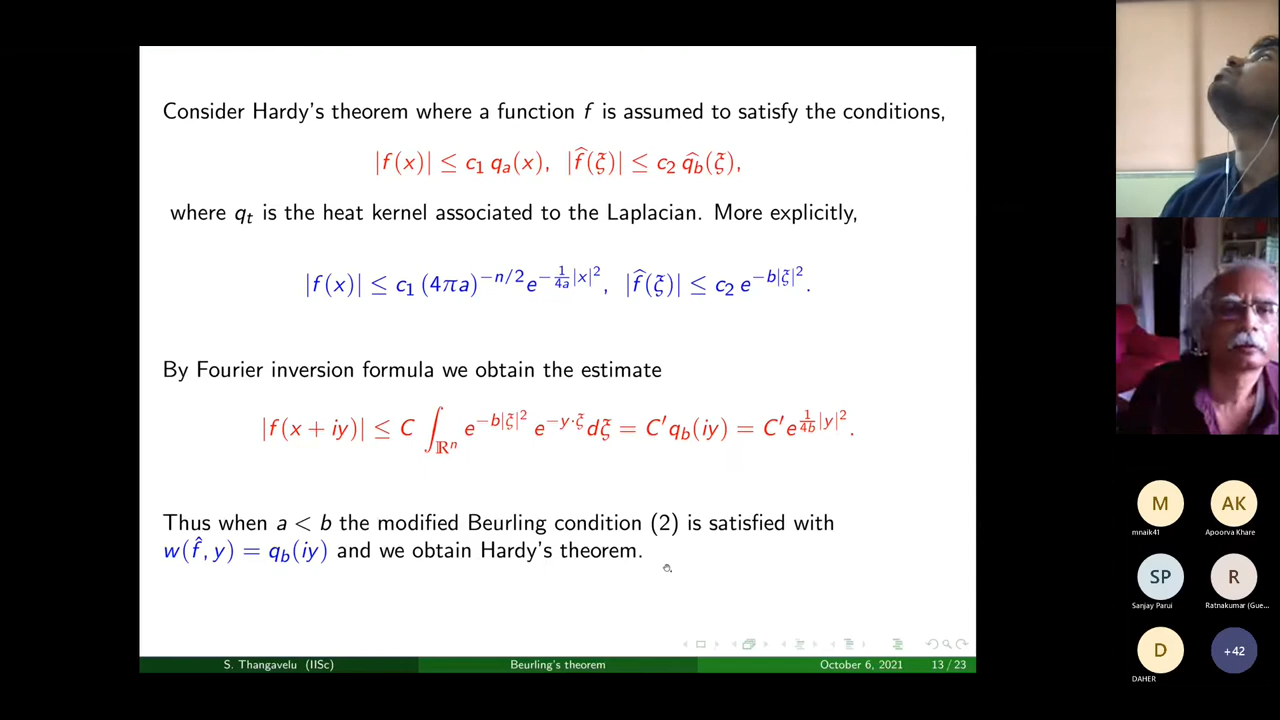 Consider Hardy's theorem where a function f is assumed to satisfy the conditions,
|f(x)| ≤ c₁ qₐ(x), |f̂(ξ)| ≤ c₂ q̂_b(ξ),
where q_t is the heat kernel associated to the Laplacian. More explicitly,
|f(x)| ≤ c₁ (4πa)^{−n/2} e^{−\frac{1}{4a}|x|²}, |f̂(ξ)| ≤ c₂ e^{−b|ξ|²}.
By Fourier inversion formula we obtain the estimate
|f(x + iy)| ≤ C ∫_{ℝⁿ} e^{−b|ξ|²} e^{−y·ξ} dξ = C′q_b(iy) = C′e^{\frac{1}{4b}|y|²}.
Thus when a < b the modified Beurling condition (2) is satisfied with
w(f̂, y) = q_b(iy) and we obtain Hardy's theorem.
S. Thangavelu (IISc) Beurling's theorem October 6, 2021 13 / 23
M AK
mnaik41 Apoorva Khare
SP R
Sanjay Parui Ratnakumar (Gue...
D +42
DAHER